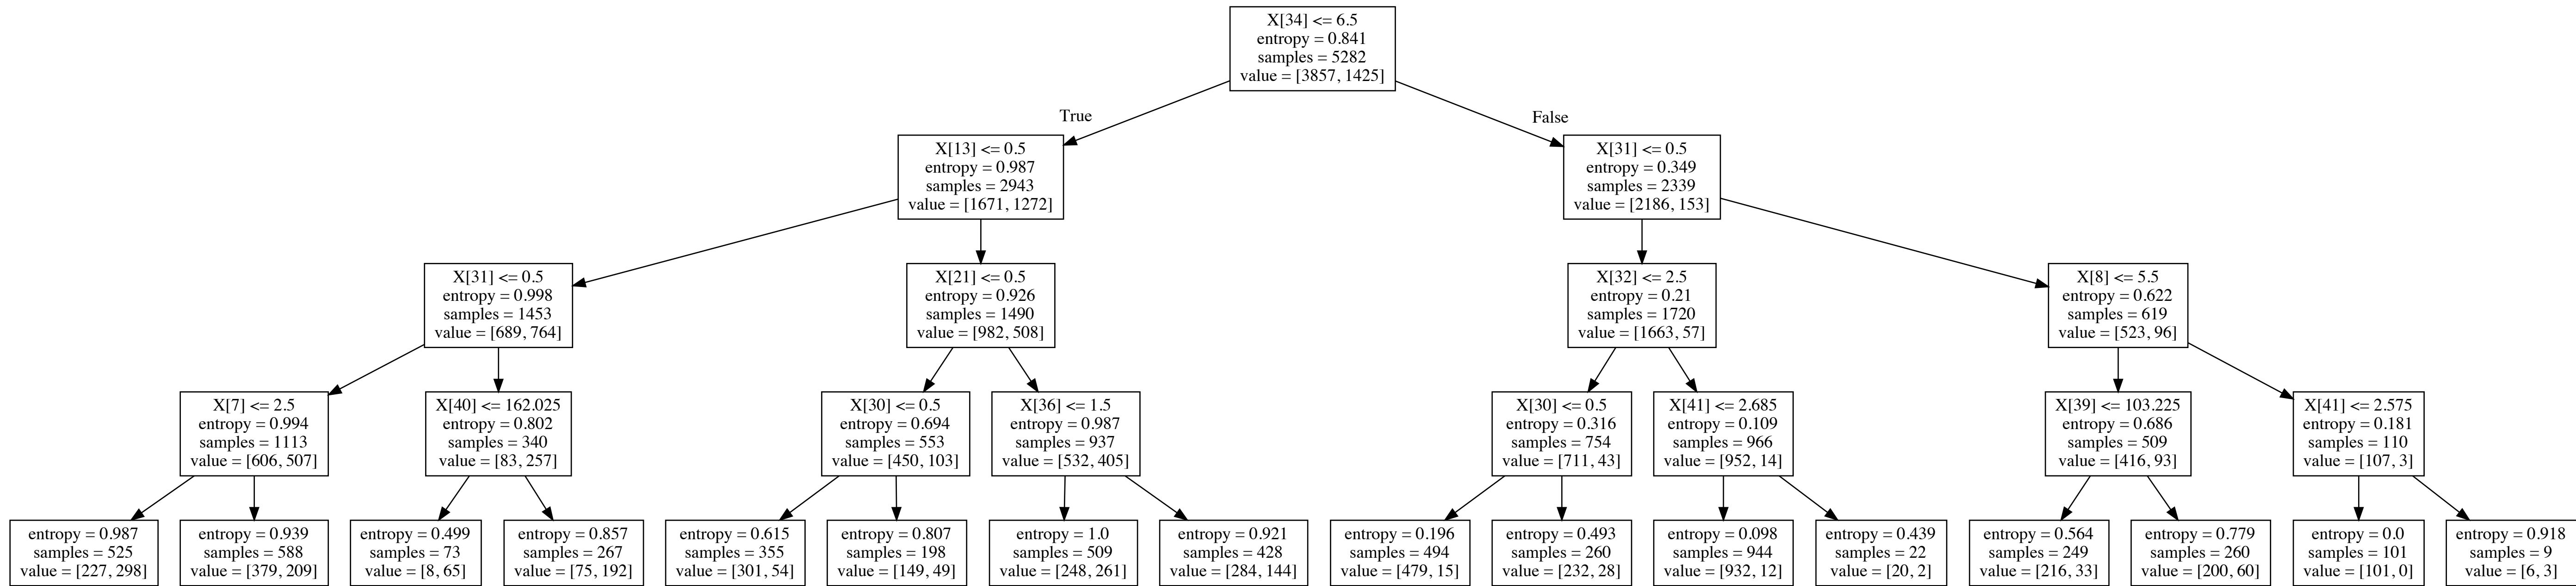 X[34] <= 6.5
entropy = 0.841
samples = 5282
value = [3857, 1425]
True
False
X[13] <= 0.5
entropy = 0.987
samples = 2943
value = [1671, 1272]
X[31] <= 0.5
entropy = 0.349
samples = 2339
value = [2186, 153]
X[31] <= 0.5
entropy = 0.998
samples = 1453
value = [689, 764]
X[21] <= 0.5
entropy = 0.926
samples = 1490
value = [982, 508]
X[32] <= 2.5
entropy = 0.21
samples = 1720
value = [1663, 57]
X[8] <= 5.5
entropy = 0.622
samples = 619
value = [523, 96]
X[7] <= 2.5
entropy = 0.994
samples = 1113
value = [606, 507]
X[40] <= 162.025
entropy = 0.802
samples = 340
value = [83, 257]
X[30] <= 0.5
entropy = 0.694
samples = 553
value = [450, 103]
X[36] <= 1.5
entropy = 0.987
samples = 937
value = [532, 405]
X[30] <= 0.5
entropy = 0.316
samples = 754
value = [711, 43]
X[41] <= 2.685
entropy = 0.109
samples = 966
value = [952, 14]
X[39] <= 103.225
entropy = 0.686
samples = 509
value = [416, 93]
X[41] <= 2.575
entropy = 0.181
samples = 110
value = [107, 3]
entropy = 0.987
samples = 525
value = [227, 298]
entropy = 0.939
samples = 588
value = [379, 209]
entropy = 0.499
samples = 73
value = [8, 65]
entropy = 0.857
samples = 267
value = [75, 192]
entropy = 0.615
samples = 355
value = [301, 54]
entropy = 0.807
samples = 198
value = [149, 49]
entropy = 1.0
samples = 509
value = [248, 261]
entropy = 0.921
samples = 428
value = [284, 144]
entropy = 0.196
samples = 494
value = [479, 15]
entropy = 0.493
samples = 260
value = [232, 28]
entropy = 0.098
samples = 944
value = [932, 12]
entropy = 0.439
samples = 22
value = [20, 2]
entropy = 0.564
samples = 249
value = [216, 33]
entropy = 0.779
samples = 260
value = [200, 60]
entropy = 0.0
samples = 101
value = [101, 0]
entropy = 0.918
samples = 9
value = [6, 3]